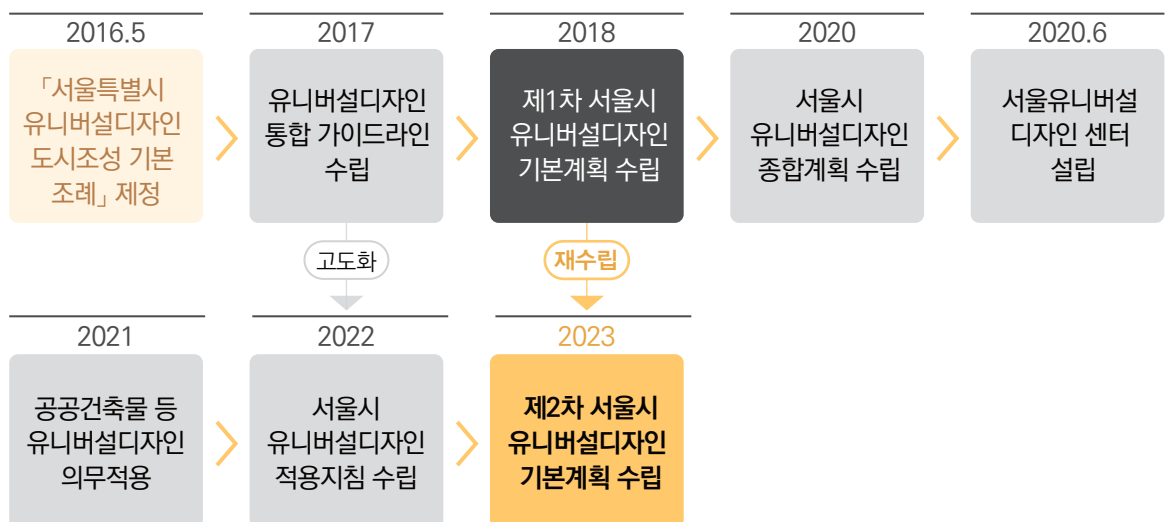 2016.5
「서울특별시
유니버설디자인
도시조성 기본
조례」 제정
2017
유니버설디자인
통합 가이드라인
수립
2018
제1차 서울시
유니버설디자인
기본계획 수립
2020
서울시
유니버설디자인
종합계획 수립
2020.6
서울유니버설
디자인 센터
설립
고도화
재수립
2021
공공건축물 등
유니버설디자인
의무적용
2022
서울시
유니버설디자인
적용지침 수립
2023
제2차 서울시
유니버설디자인
기본계획 수립